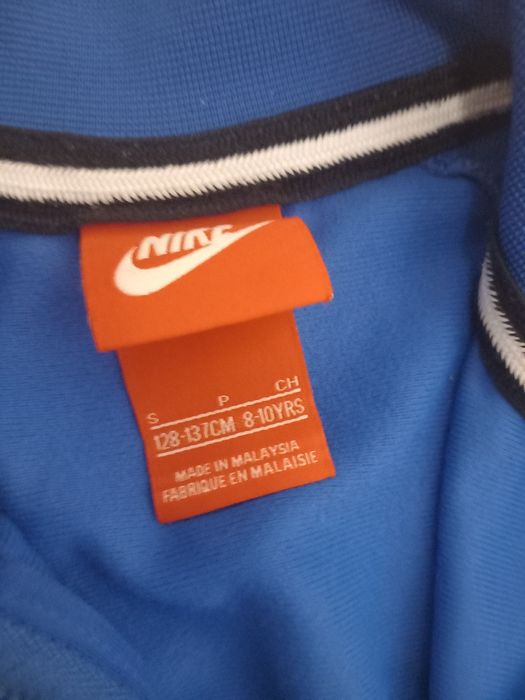 NIKE
S P CH
128-137CM 8-10YRS
MADE IN MALAYSIA
FABRIQUE EN MALAISIE